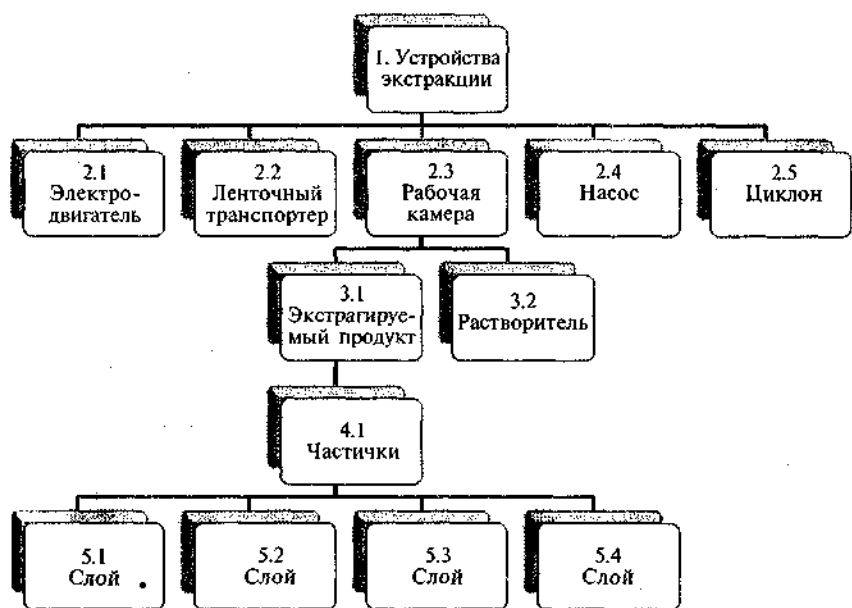 1. Устройства
экстракции
2.1
Электро-
двигатель
2.2
Ленточный
транспортер
2.3
Рабочая
камера
2.4
Насос
2.5
Циклон
3.1
Экстрагируе-
мый продукт
3.2
Растворитель
4.1
Частички
5.1
Слой
5.2
Слой
5.3
Слой
5.4
Слой